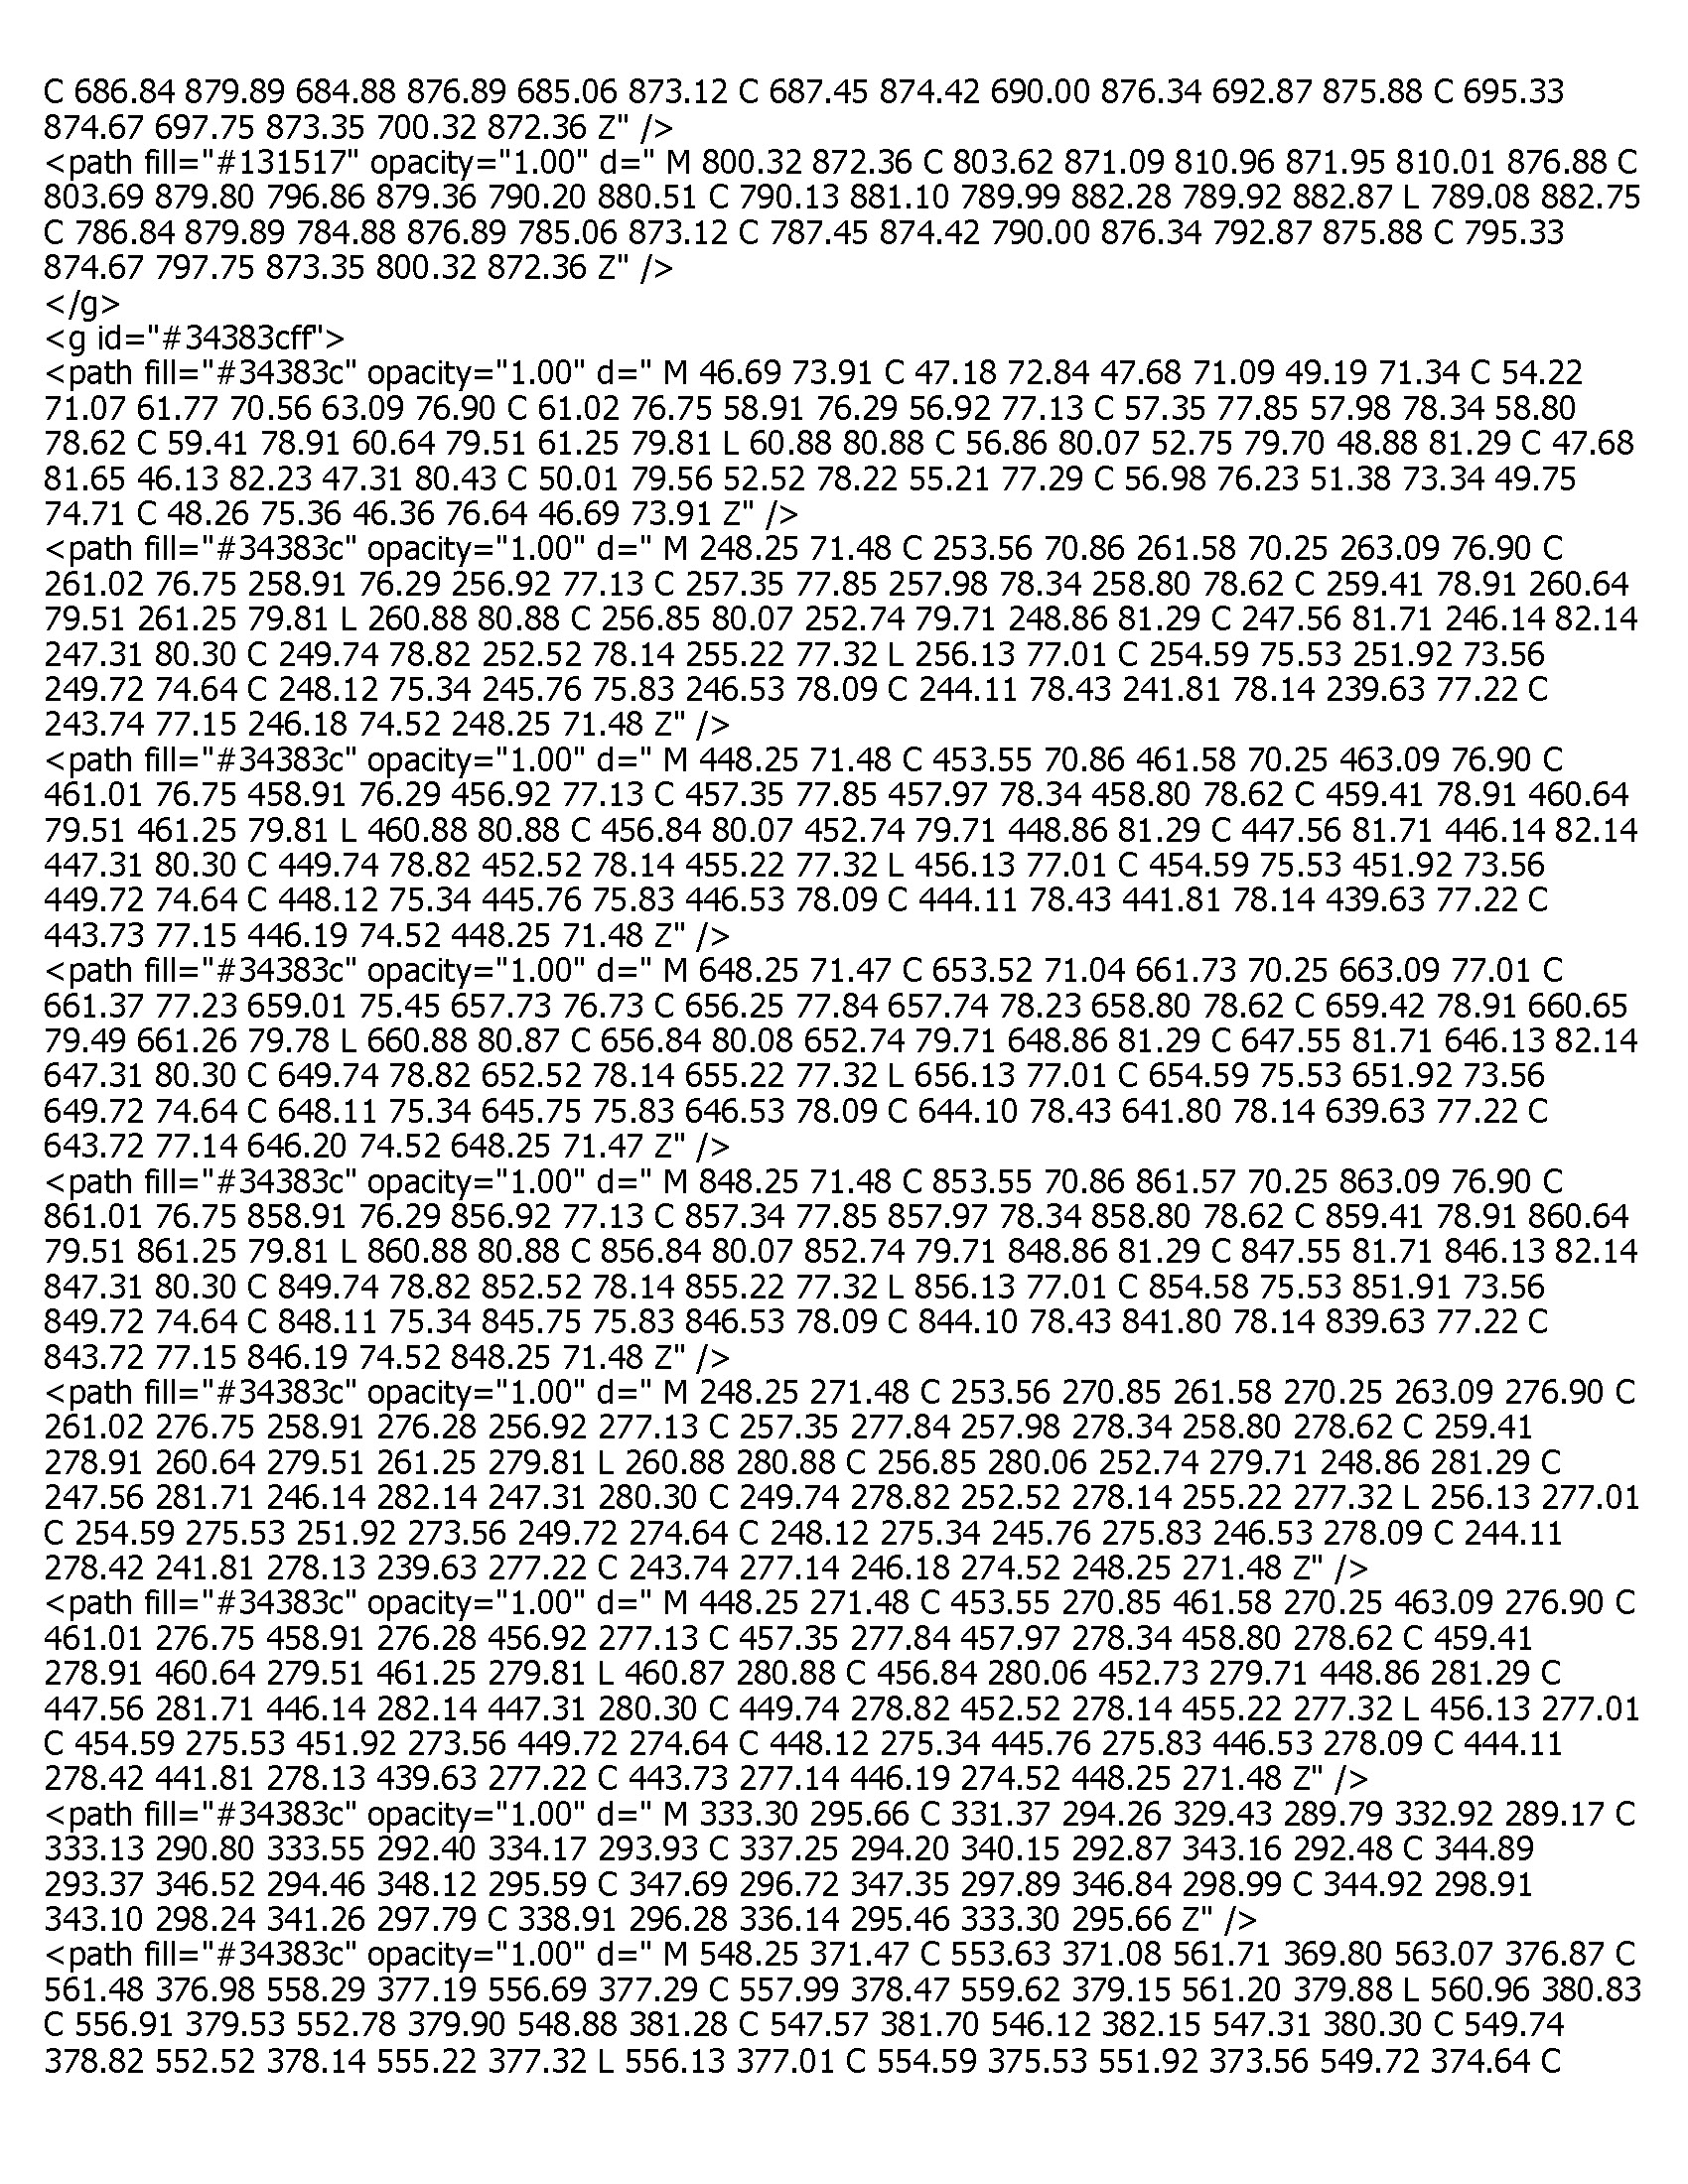 C 686.84 879.89 684.88 876.89 685.06 873.12 C 687.45 874.42 690.00 876.34 692.87 875.88 C 695.33
874.67 697.75 873.35 700.32 872.36 Z" />
<path fill="#131517" opacity="1.00" d=" M 800.32 872.36 C 803.62 871.09 810.96 871.95 810.01 876.88 C
803.69 879.80 796.86 879.36 790.20 880.51 C 790.13 881.10 789.99 882.28 789.92 882.87 L 789.08 882.75
C 786.84 879.89 784.88 876.89 785.06 873.12 C 787.45 874.42 790.00 876.34 792.87 875.88 C 795.33
874.67 797.75 873.35 800.32 872.36 Z" />
</g>
<g id="#34383cff">
<path fill="#34383c" opacity="1.00" d=" M 46.69 73.91 C 47.18 72.84 47.68 71.09 49.19 71.34 C 54.22
71.07 61.77 70.56 63.09 76.90 C 61.02 76.75 58.91 76.29 56.92 77.13 C 57.35 77.85 57.98 78.34 58.80
78.62 C 59.41 78.91 60.64 79.51 61.25 79.81 L 60.88 80.88 C 56.86 80.07 52.75 79.70 48.88 81.29 C 47.68
81.65 46.13 82.23 47.31 80.43 C 50.01 79.56 52.52 78.22 55.21 77.29 C 56.98 76.23 51.38 73.34 49.75
74.71 C 48.26 75.36 46.36 76.64 46.69 73.91 Z" />
<path fill="#34383c" opacity="1.00" d=" M 248.25 71.48 C 253.56 70.86 261.58 70.25 263.09 76.90 C
261.02 76.75 258.91 76.29 256.92 77.13 C 257.35 77.85 257.98 78.34 258.80 78.62 C 259.41 78.91 260.64
79.51 261.25 79.81 L 260.88 80.88 C 256.85 80.07 252.74 79.71 248.86 81.29 C 247.56 81.71 246.14 82.14
247.31 80.30 C 249.74 78.82 252.52 78.14 255.22 77.32 L 256.13 77.01 C 254.59 75.53 251.92 73.56
249.72 74.64 C 248.12 75.34 245.76 75.83 246.53 78.09 C 244.11 78.43 241.81 78.14 239.63 77.22 C
243.74 77.15 246.18 74.52 248.25 71.48 Z" />
<path fill="#34383c" opacity="1.00" d=" M 448.25 71.48 C 453.55 70.86 461.58 70.25 463.09 76.90 C
461.01 76.75 458.91 76.29 456.92 77.13 C 457.35 77.85 457.97 78.34 458.80 78.62 C 459.41 78.91 460.64
79.51 461.25 79.81 L 460.88 80.88 C 456.84 80.07 452.74 79.71 448.86 81.29 C 447.56 81.71 446.14 82.14
447.31 80.30 C 449.74 78.82 452.52 78.14 455.22 77.32 L 456.13 77.01 C 454.59 75.53 451.92 73.56
449.72 74.64 C 448.12 75.34 445.76 75.83 446.53 78.09 C 444.11 78.43 441.81 78.14 439.63 77.22 C
443.73 77.15 446.19 74.52 448.25 71.48 Z" />
<path fill="#34383c" opacity="1.00" d=" M 648.25 71.47 C 653.52 71.04 661.73 70.25 663.09 77.01 C
661.37 77.23 659.01 75.45 657.73 76.73 C 656.25 77.84 657.74 78.23 658.80 78.62 C 659.42 78.91 660.65
79.49 661.26 79.78 L 660.88 80.87 C 656.84 80.08 652.74 79.71 648.86 81.29 C 647.55 81.71 646.13 82.14
647.31 80.30 C 649.74 78.82 652.52 78.14 655.22 77.32 L 656.13 77.01 C 654.59 75.53 651.92 73.56
649.72 74.64 C 648.11 75.34 645.75 75.83 646.53 78.09 C 644.10 78.43 641.80 78.14 639.63 77.22 C
643.72 77.14 646.20 74.52 648.25 71.47 Z" />
<path fill="#34383c" opacity="1.00" d=" M 848.25 71.48 C 853.55 70.86 861.57 70.25 863.09 76.90 C
861.01 76.75 858.91 76.29 856.92 77.13 C 857.34 77.85 857.97 78.34 858.80 78.62 C 859.41 78.91 860.64
79.51 861.25 79.81 L 860.88 80.88 C 856.84 80.07 852.74 79.71 848.86 81.29 C 847.55 81.71 846.13 82.14
847.31 80.30 C 849.74 78.82 852.52 78.14 855.22 77.32 L 856.13 77.01 C 854.58 75.53 851.91 73.56
849.72 74.64 C 848.11 75.34 845.75 75.83 846.53 78.09 C 844.10 78.43 841.80 78.14 839.63 77.22 C
843.72 77.15 846.19 74.52 848.25 71.48 Z" />
<path fill="#34383c" opacity="1.00" d=" M 248.25 271.48 C 253.56 270.85 261.58 270.25 263.09 276.90 C
261.02 276.75 258.91 276.28 256.92 277.13 C 257.35 277.84 257.98 278.34 258.80 278.62 C 259.41
278.91 260.64 279.51 261.25 279.81 L 260.88 280.88 C 256.85 280.06 252.74 279.71 248.86 281.29 C
247.56 281.71 246.14 282.14 247.31 280.30 C 249.74 278.82 252.52 278.14 255.22 277.32 L 256.13 277.01
C 254.59 275.53 251.92 273.56 249.72 274.64 C 248.12 275.34 245.76 275.83 246.53 278.09 C 244.11
278.42 241.81 278.13 239.63 277.22 C 243.74 277.14 246.18 274.52 248.25 271.48 Z" />
<path fill="#34383c" opacity="1.00" d=" M 448.25 271.48 C 453.55 270.85 461.58 270.25 463.09 276.90 C
461.01 276.75 458.91 276.28 456.92 277.13 C 457.35 277.84 457.97 278.34 458.80 278.62 C 459.41
278.91 460.64 279.51 461.25 279.81 L 460.87 280.88 C 456.84 280.06 452.73 279.71 448.86 281.29 C
447.56 281.71 446.14 282.14 447.31 280.30 C 449.74 278.82 452.52 278.14 455.22 277.32 L 456.13 277.01
C 454.59 275.53 451.92 273.56 449.72 274.64 C 448.12 275.34 445.76 275.83 446.53 278.09 C 444.11
278.42 441.81 278.13 439.63 277.22 C 443.73 277.14 446.19 274.52 448.25 271.48 Z" />
<path fill="#34383c" opacity="1.00" d=" M 333.30 295.66 C 331.37 294.26 329.43 289.79 332.92 289.17 C
333.13 290.80 333.55 292.40 334.17 293.93 C 337.25 294.20 340.15 292.87 343.16 292.48 C 344.89
293.37 346.52 294.46 348.12 295.59 C 347.69 296.72 347.35 297.89 346.84 298.99 C 344.92 298.91
343.10 298.24 341.26 297.79 C 338.91 296.28 336.14 295.46 333.30 295.66 Z" />
<path fill="#34383c" opacity="1.00" d=" M 548.25 371.47 C 553.63 371.08 561.71 369.80 563.07 376.87 C
561.48 376.98 558.29 377.19 556.69 377.29 C 557.99 378.47 559.62 379.15 561.20 379.88 L 560.96 380.83
C 556.91 379.53 552.78 379.90 548.88 381.28 C 547.57 381.70 546.12 382.15 547.31 380.30 C 549.74
378.82 552.52 378.14 555.22 377.32 L 556.13 377.01 C 554.59 375.53 551.92 373.56 549.72 374.64 C